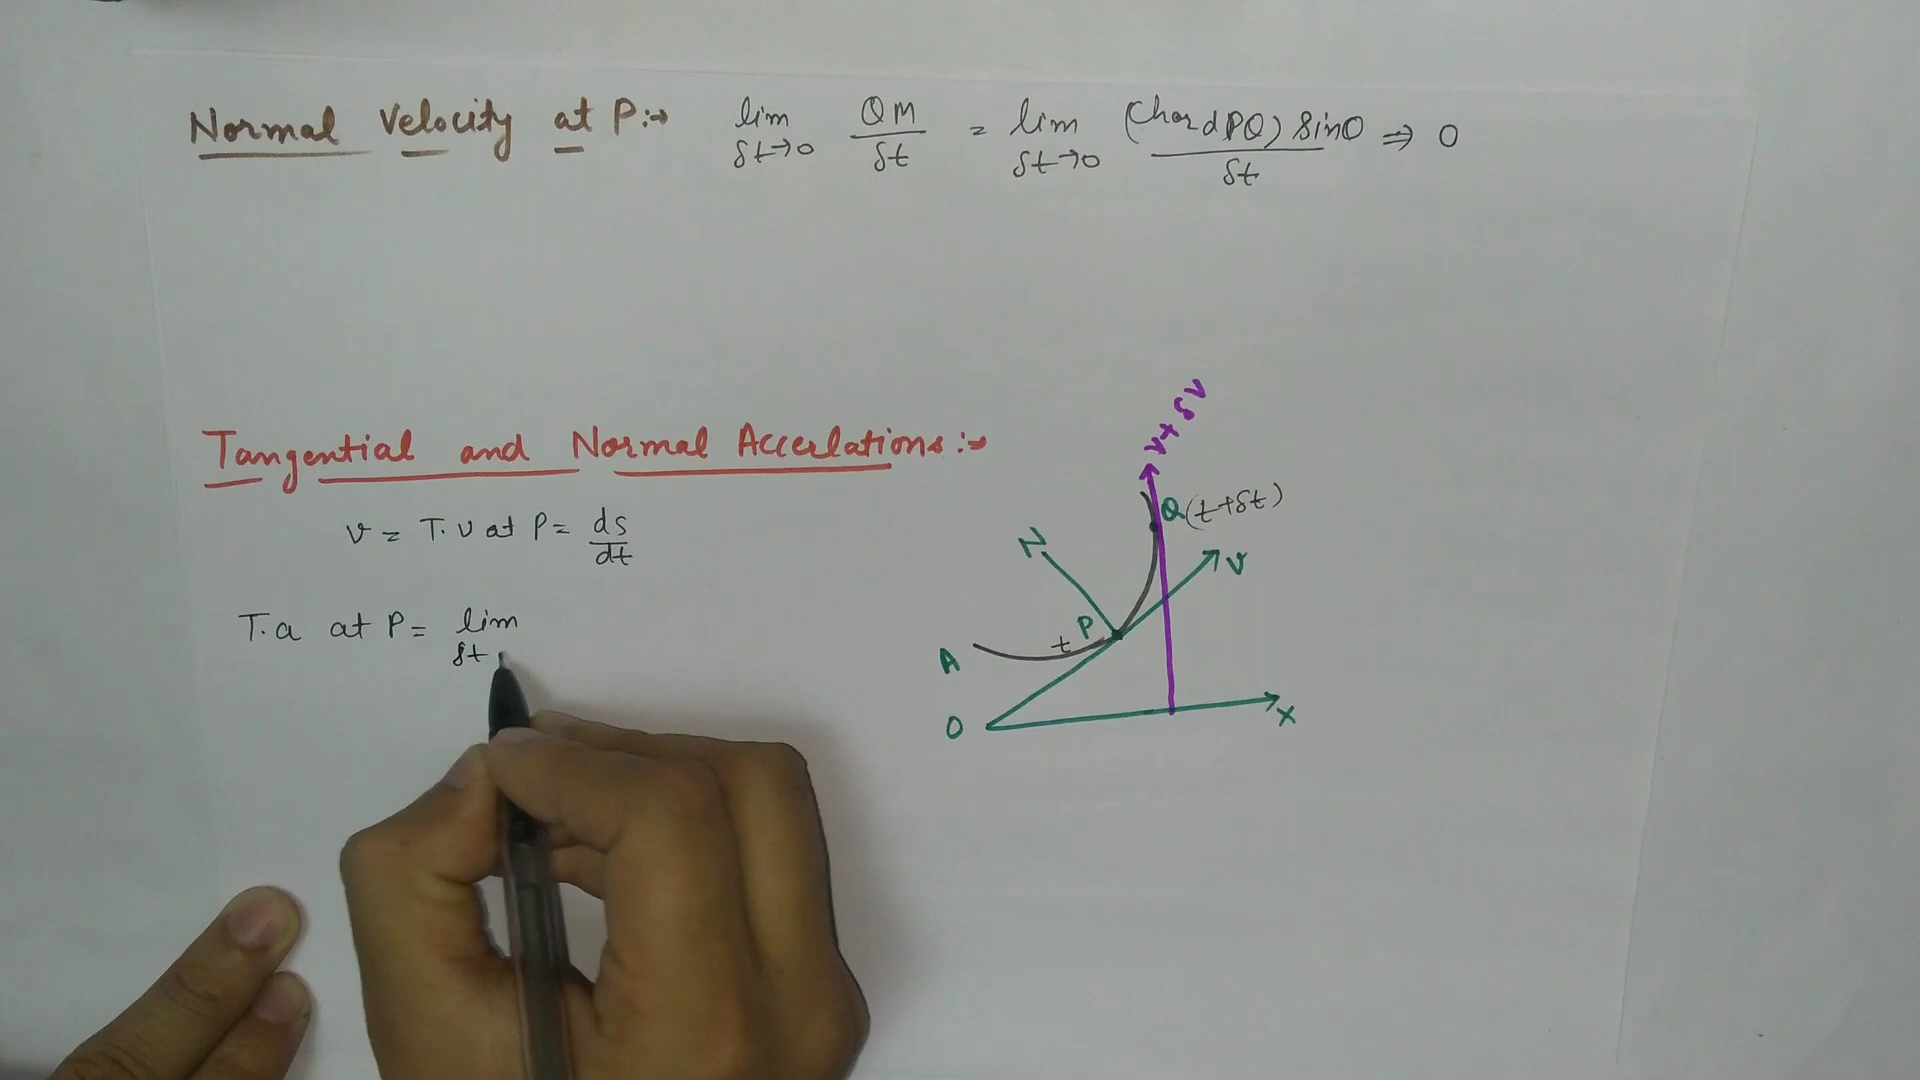 Normal Velocity at P:→ lim δt→0 QM/δt = lim δt→0 (Chord PQ) sinθ/δt ⇒ 0
Tangential and Normal Accerlations:→
v = T.v at P = ds/dt
T.a at P = lim δt
v+δv
Q(t+δt)
N
v
P
t
A
O
X